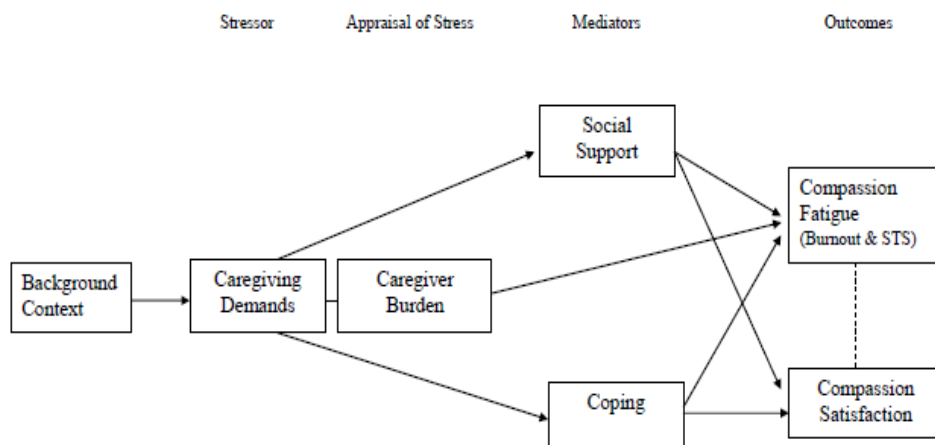 Stressor
Appraisal of Stress
Mediators
Outcomes
Social
Support
Compassion
Fatigue
(Burnout & STS)
Background
Context
Caregiving
Demands
Caregiver
Burden
Coping
Compassion
Satisfaction